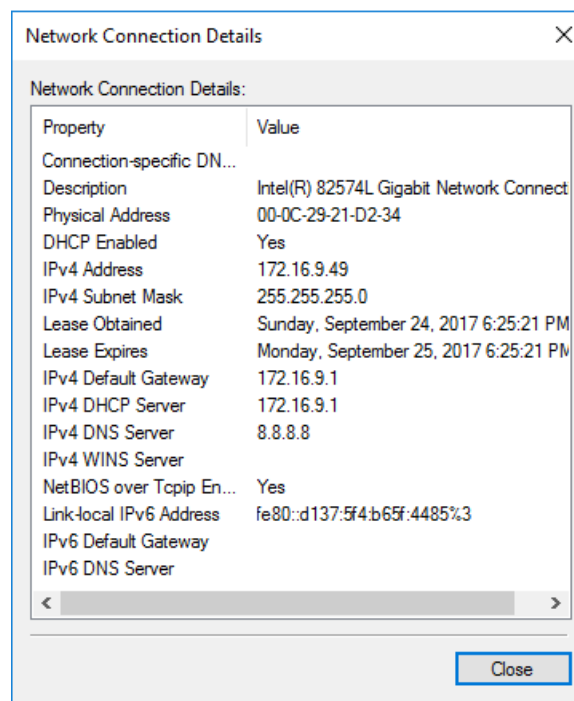 Network Connection Details
Network Connection Details:
Property Value
Connection-specific DN...
Description Intel(R) 82574L Gigabit Network Connect
Physical Address 00-0C-29-21-D2-34
DHCP Enabled Yes
IPv4 Address 172.16.9.49
IPv4 Subnet Mask 255.255.255.0
Lease Obtained Sunday, September 24, 2017 6:25:21 PM
Lease Expires Monday, September 25, 2017 6:25:21 PM
IPv4 Default Gateway 172.16.9.1
IPv4 DHCP Server 172.16.9.1
IPv4 DNS Server 8.8.8.8
IPv4 WINS Server
NetBIOS over Tcpip En... Yes
Link-local IPv6 Address fe80::d137:5f4:b65f:4485%3
IPv6 Default Gateway
IPv6 DNS Server
Close